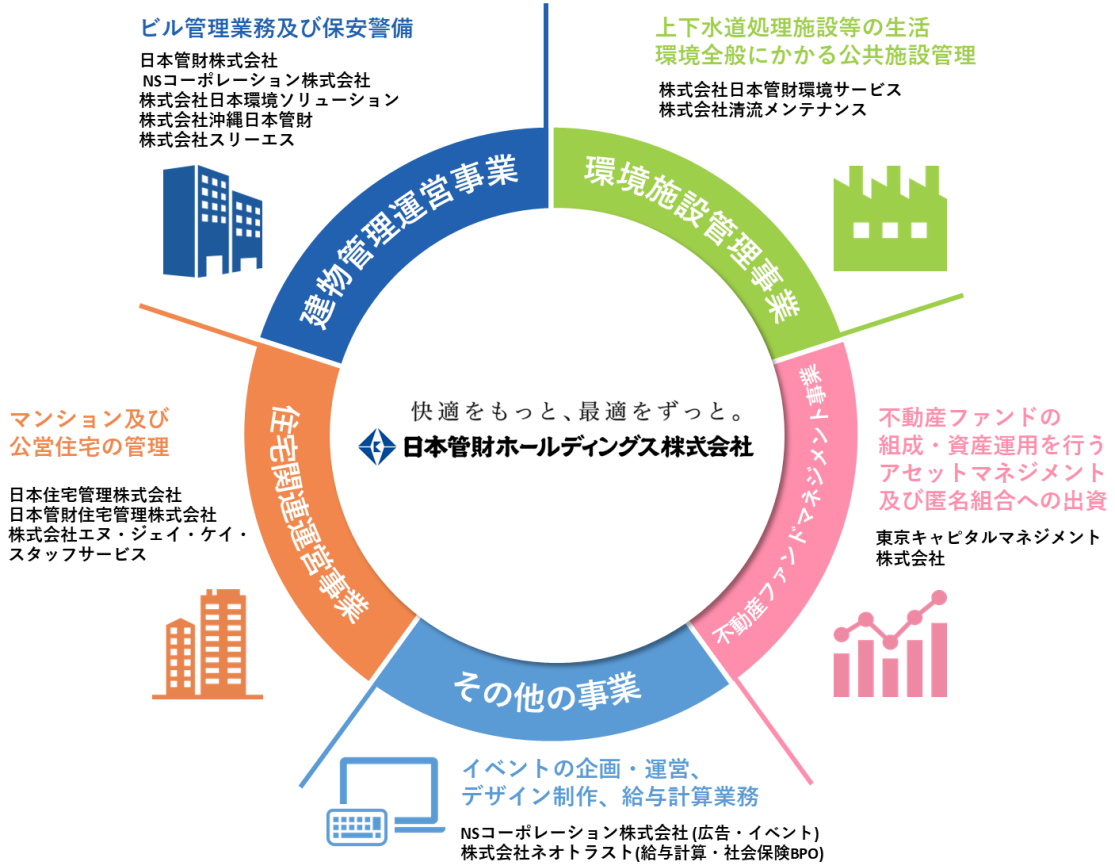 ビル管理業務及び保安警備
日本管財株式会社
NSコーポレーション株式会社
株式会社日本環境ソリューション
株式会社沖縄日本管財
株式会社スリーエス
建物管理運営事業
上下水道処理施設等の生活
環境全般にかかる公共施設管理
株式会社日本管財環境サービス
株式会社清流メンテナンス
環境施設管理事業
快適をもっと、最適をずっと。
日本管財ホールディングス株式会社
マンション及び
公営住宅の管理
日本住宅管理株式会社
日本管財住宅管理株式会社
株式会社エヌ・ジェイ・ケイ・
スタッフサービス
住宅関連運営事業
不動産ファンドマネジメント事業
不動産ファンドの
組成・資産運用を行う
アセットマネジメント
及び匿名組合への出資
東京キャピタルマネジメント
株式会社
その他の事業
イベントの企画・運営、
デザイン制作、給与計算業務
NSコーポレーション株式会社 (広告・イベント)
株式会社ネオトラスト(給与計算・社会保険BPO)